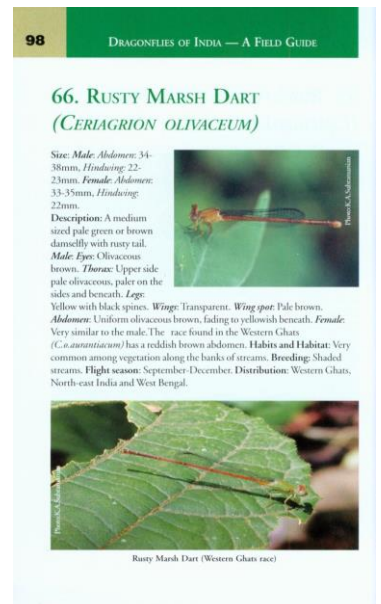 98
DRAGONFLIES OF INDIA — A FIELD GUIDE
66. RUSTY MARSH DART
(CERIAGRION OLIVACEUM)
Size: Male: Abdomen: 34-
38mm, Hindwing: 22-
23mm. Female: Abdomen:
33-35mm, Hindwing:
22mm.
Description: A medium
sized pale green or brown
damselfly with rusty tail.
Male: Eyes: Olivaceous
brown. Thorax: Upper side
pale olivaceous, paler on the
sides and beneath. Legs:
Yellow with black spines. Wings: Transparent. Wing spot: Pale brown.
Abdomen: Uniform olivaceous brown, fading to yellowish beneath. Female:
Very similar to the male.The race found in the Western Ghats
(C.o.aurantiacum) has a reddish brown abdomen. Habits and Habitat: Very
common among vegetation along the banks of streams. Breeding: Shaded
streams. Flight season: September-December. Distribution: Western Ghats,
North-east India and West Bengal.
Photo:K.A.Subramanian
Photo:K.A.Subramanian
Rusty Marsh Dart (Western Ghats race)